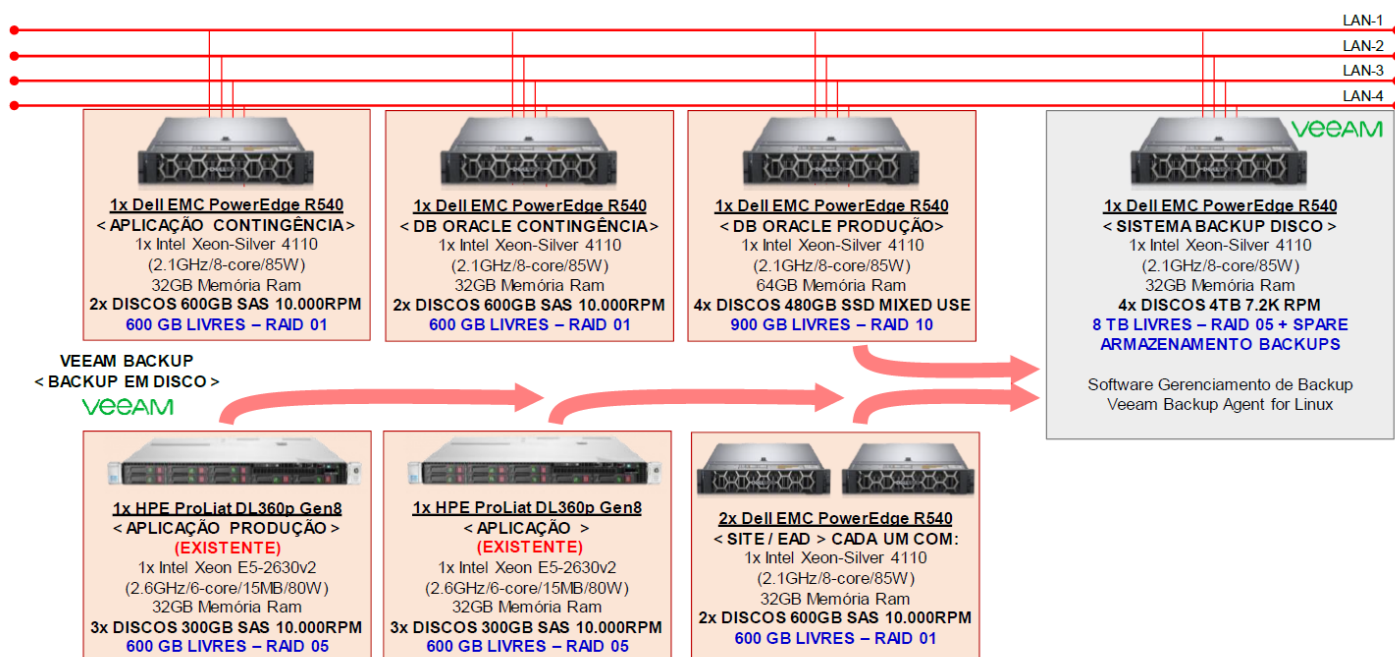 LAN-1
LAN-2
LAN-3
LAN-4
1x Dell EMC PowerEdge R540
< APLICAÇÃO CONTINGÊNCIA>
1x Intel Xeon-Silver 4110
(2.1GHz/8-core/85W)
32GB Memória Ram
2x DISCOS 600GB SAS 10.000RPM
600 GB LIVRES – RAID 01
1x Dell EMC PowerEdge R540
< DB ORACLE CONTINGÊNCIA>
1x Intel Xeon-Silver 4110
(2.1GHz/8-core/85W)
32GB Memória Ram
2x DISCOS 600GB SAS 10.000RPM
600 GB LIVRES – RAID 01
1x Dell EMC PowerEdge R540
< DB ORACLE PRODUÇÃO>
1x Intel Xeon-Silver 4110
(2.1GHz/8-core/85W)
64GB Memória Ram
4x DISCOS 480GB SSD MIXED USE
900 GB LIVRES – RAID 10
VEEAM
1x Dell EMC PowerEdge R540
< SISTEMA BACKUP DISCO >
1x Intel Xeon-Silver 4110
(2.1GHz/8-core/85W)
32GB Memória Ram
4x DISCOS 4TB 7.2K RPM
8 TB LIVRES – RAID 05 + SPARE
ARMAZENAMENTO BACKUPS
Software Gerenciamento de Backup
Veeam Backup Agent for Linux
VEEAM BACKUP
< BACKUP EM DISCO >
VEEAM
1x HPE ProLiat DL360p Gen8
< APLICAÇÃO PRODUÇÃO >
(EXISTENTE)
1x Intel Xeon E5-2630v2
(2.6GHz/6-core/15MB/80W)
32GB Memória Ram
3x DISCOS 300GB SAS 10.000RPM
600 GB LIVRES – RAID 05
1x HPE ProLiat DL360p Gen8
< APLICAÇÃO >
(EXISTENTE)
1x Intel Xeon E5-2630v2
(2.6GHz/6-core/15MB/80W)
32GB Memória Ram
3x DISCOS 300GB SAS 10.000RPM
600 GB LIVRES – RAID 05
2x Dell EMC PowerEdge R540
< SITE / EAD > CADA UM COM:
1x Intel Xeon-Silver 4110
(2.1GHz/8-core/85W)
32GB Memória Ram
2x DISCOS 600GB SAS 10.000RPM
600 GB LIVRES – RAID 01